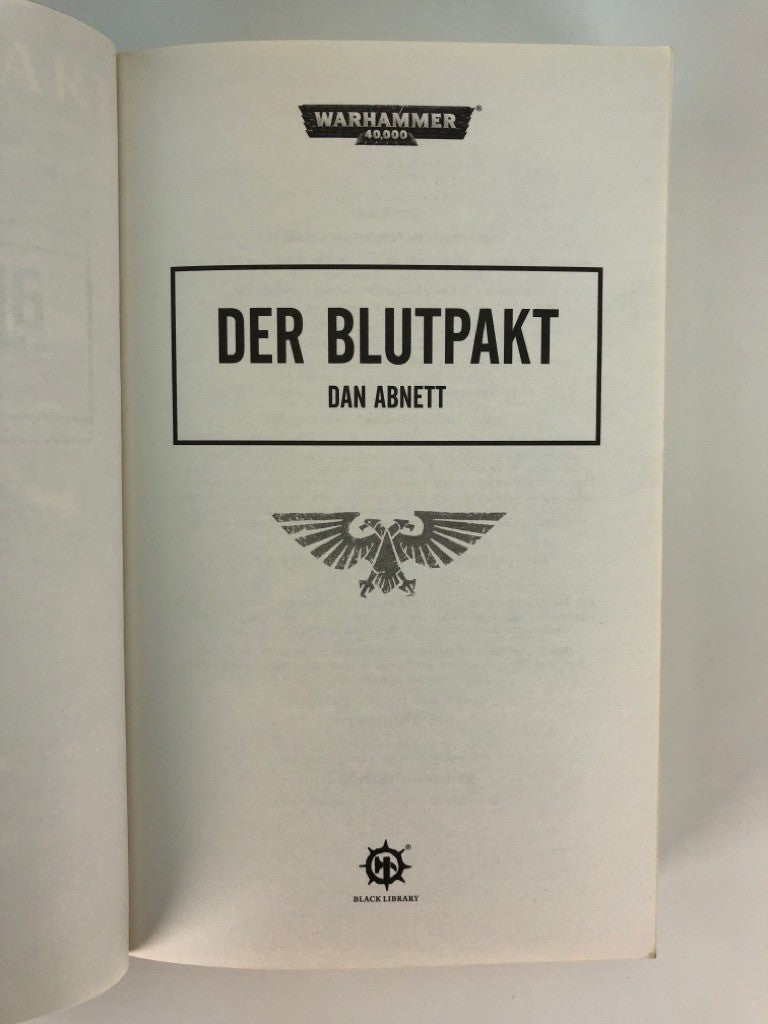 WARHAMMER
40,000
DER BLUTPAKT
DAN ABNETT
BLACK LIBRARY